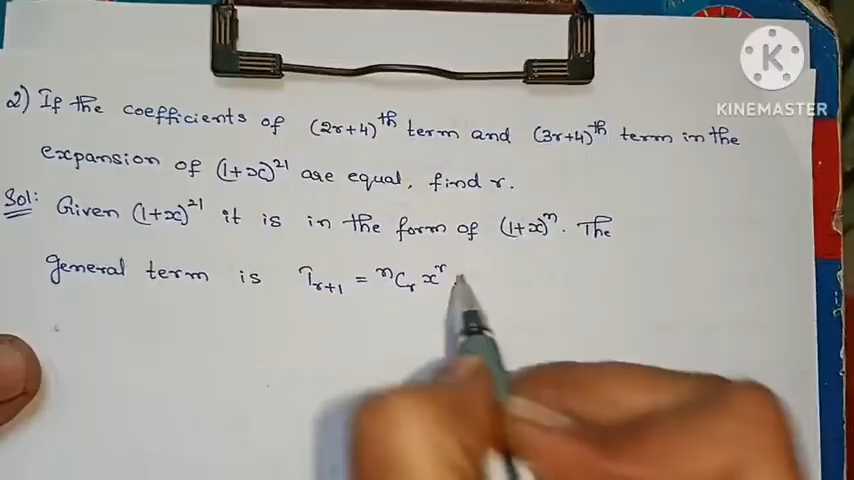 KINEMASTER
2) If the coefficients of (2r+4)th term and (3r+4)th term in the
expansion of (1+x)^21 are equal, find r.
Sol: Given (1+x)^21 it is in the form of (1+x)^n. The
general term is T_{r+1} = ^nC_r x^r